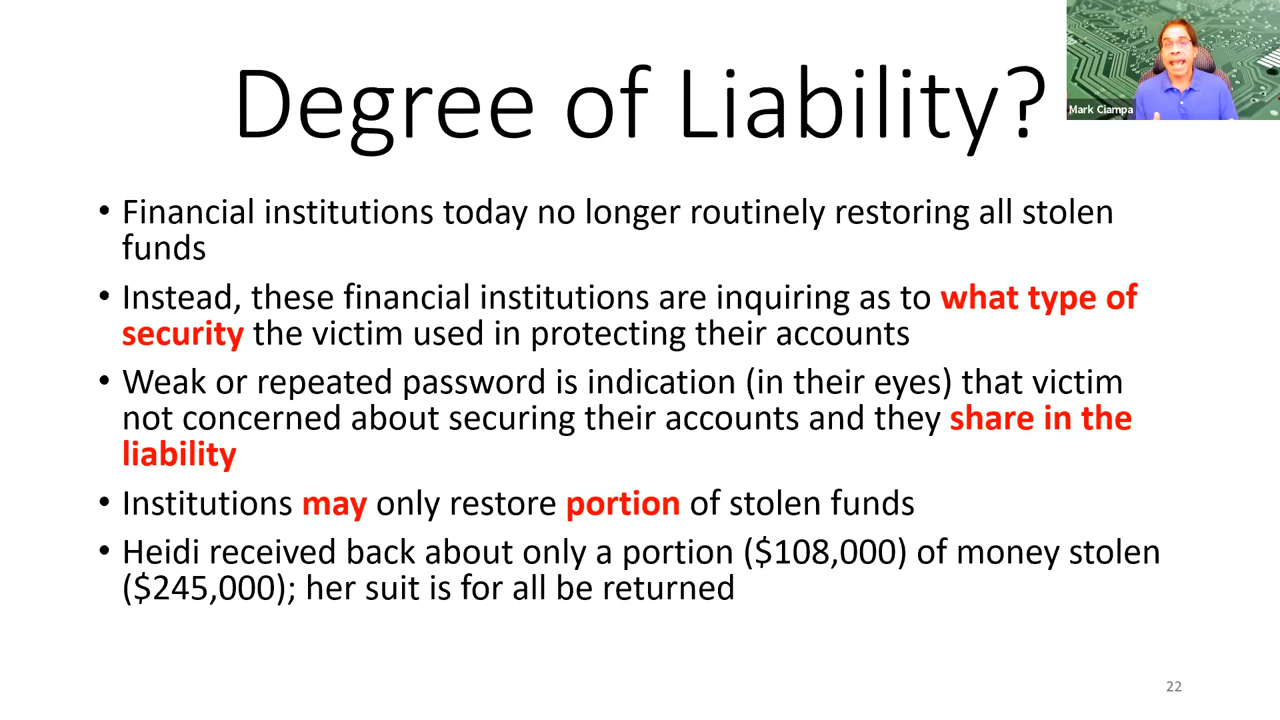 Degree of Liability?
Mark Ciampa
• Financial institutions today no longer routinely restoring all stolen
funds
• Instead, these financial institutions are inquiring as to what type of
security the victim used in protecting their accounts
• Weak or repeated password is indication (in their eyes) that victim
not concerned about securing their accounts and they share in the
liability
• Institutions may only restore portion of stolen funds
• Heidi received back about only a portion ($108,000) of money stolen
($245,000); her suit is for all be returned
22